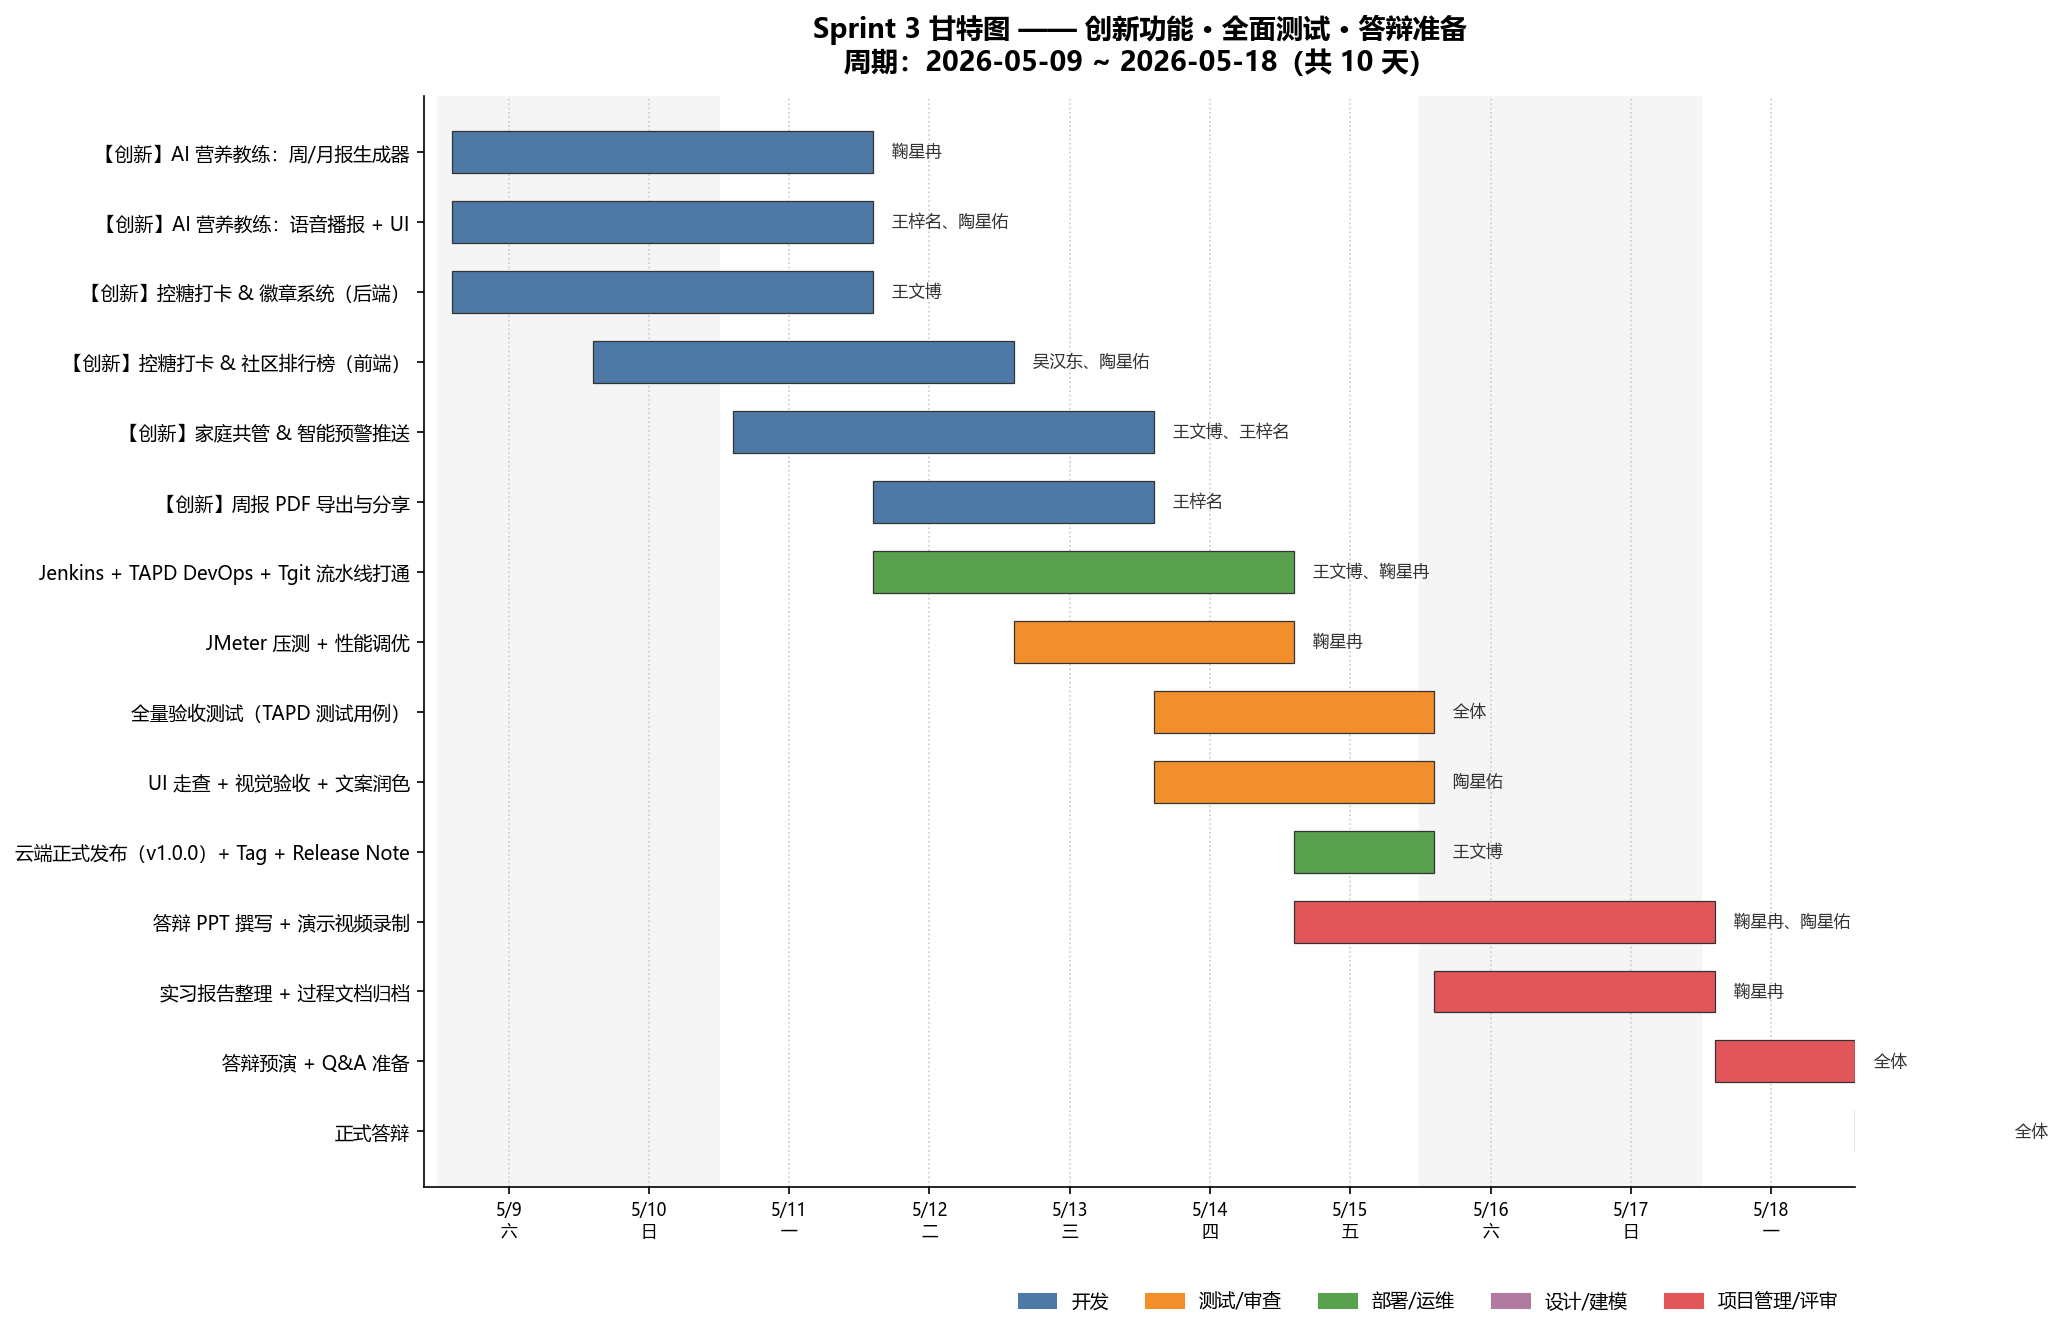 Sprint 3 甘特图 —— 创新功能 • 全面测试 • 答辩准备
周期：2026-05-09 ~ 2026-05-18（共 10 天）
【创新】AI 营养教练：周/月报生成器 鞠星冉
【创新】AI 营养教练：语音播报 + UI 王梓名、陶星佑
【创新】控糖打卡 & 徽章系统（后端） 王文博
【创新】控糖打卡 & 社区排行榜（前端） 吴汉东、陶星佑
【创新】家庭共管 & 智能预警推送 王文博、王梓名
【创新】周报 PDF 导出与分享 王梓名
Jenkins + TAPD DevOps + Tgit 流水线打通 王文博、鞠星冉
JMeter 压测 + 性能调优 鞠星冉
全量验收测试（TAPD 测试用例） 全体
UI 走查 + 视觉验收 + 文案润色 陶星佑
云端正式发布（v1.0.0）+ Tag + Release Note 王文博
答辩 PPT 撰写 + 演示视频录制 鞠星冉、陶星佑
实习报告整理 + 过程文档归档 鞠星冉
答辩预演 + Q&A 准备 全体
正式答辩 全体
5/9 5/10 5/11 5/12 5/13 5/14 5/15 5/16 5/17 5/18
六 日 一 二 三 四 五 六 日 一
开发 测试/审查 部署/运维 设计/建模 项目管理/评审